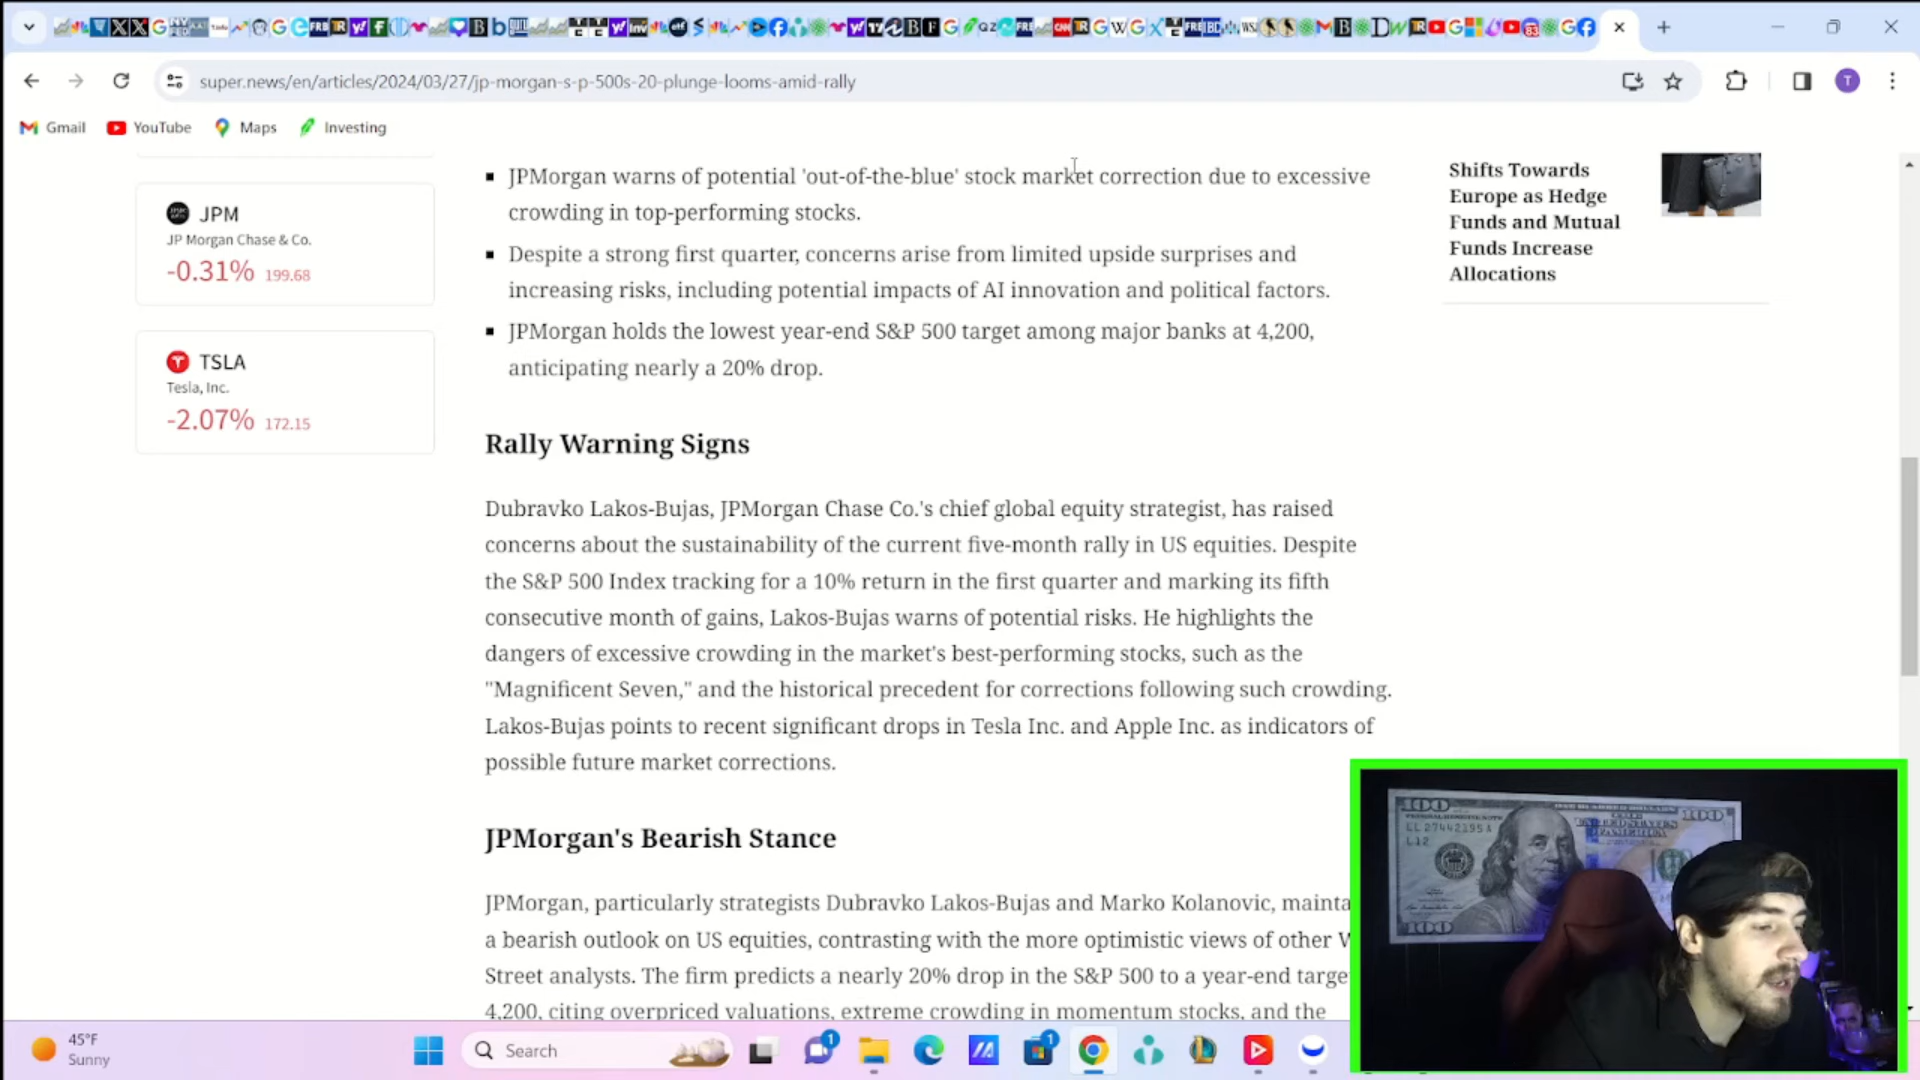 super.news/en/articles/2024/03/27/jp-morgan-s-p-500s-20-plunge-looms-amid-rally
T
Gmail
YouTube
Maps
Investing
JPM
JP Morgan Chase & Co.
-0.31% 199.68
TSLA
Tesla, Inc.
-2.07% 172.15
JPMorgan warns of potential 'out-of-the-blue' stock market correction due to excessive
crowding in top-performing stocks.
Despite a strong first quarter, concerns arise from limited upside surprises and
increasing risks, including potential impacts of AI innovation and political factors.
JPMorgan holds the lowest year-end S&P 500 target among major banks at 4,200,
anticipating nearly a 20% drop.
Rally Warning Signs
Dubravko Lakos-Bujas, JPMorgan Chase Co.'s chief global equity strategist, has raised
concerns about the sustainability of the current five-month rally in US equities. Despite
the S&P 500 Index tracking for a 10% return in the first quarter and marking its fifth
consecutive month of gains, Lakos-Bujas warns of potential risks. He highlights the
dangers of excessive crowding in the market's best-performing stocks, such as the
"Magnificent Seven," and the historical precedent for corrections following such crowding.
Lakos-Bujas points to recent significant drops in Tesla Inc. and Apple Inc. as indicators of
possible future market corrections.
JPMorgan's Bearish Stance
JPMorgan, particularly strategists Dubravko Lakos-Bujas and Marko Kolanovic, mainta
a bearish outlook on US equities, contrasting with the more optimistic views of other W
Street analysts. The firm predicts a nearly 20% drop in the S&P 500 to a year-end targe
4,200, citing overpriced valuations, extreme crowding in momentum stocks, and the
Shifts Towards
Europe as Hedge
Funds and Mutual
Funds Increase
Allocations
100
100
LL 27442195 A
L12
100
100
45°F
Sunny
Search
1
1